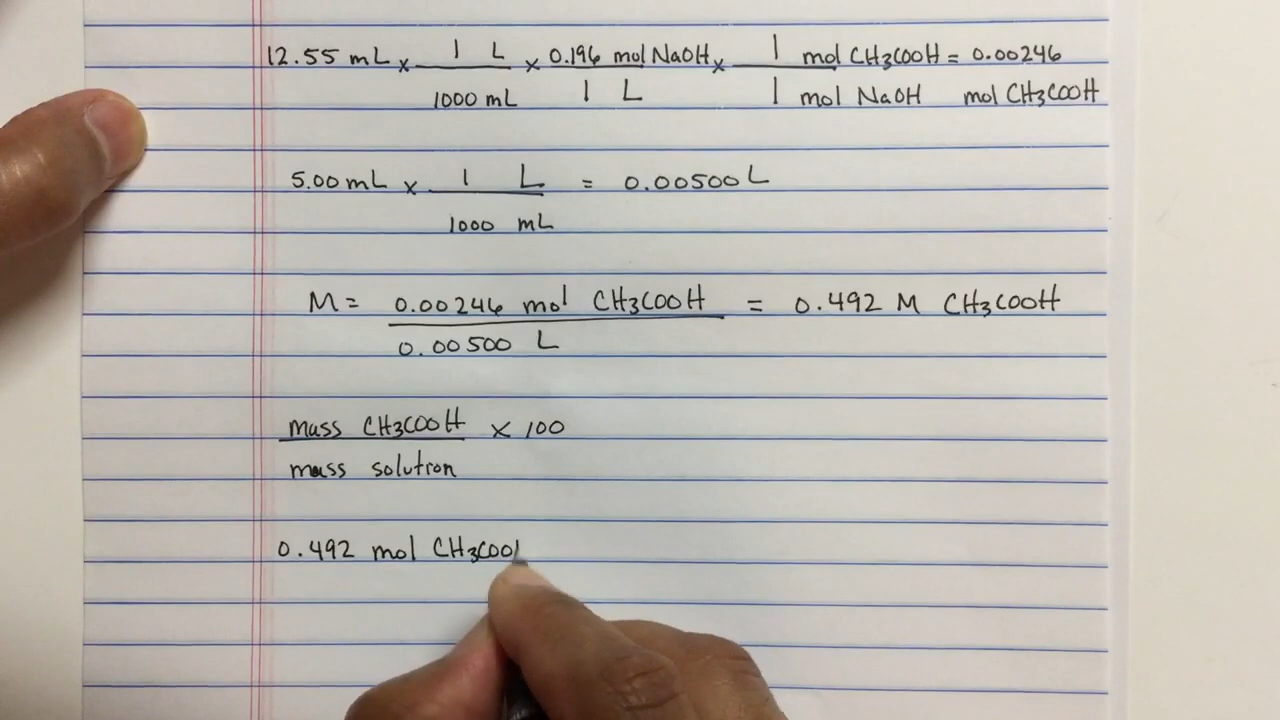 12.55 mL x 1 L / 1000 mL x 0.196 mol NaOH / 1 L x 1 mol CH3COOH / 1 mol NaOH = 0.00246 mol CH3COOH
5.00 mL x 1 L / 1000 mL = 0.00500 L
M = 0.00246 mol CH3COOH / 0.00500 L = 0.492 M CH3COOH
mass CH3COOH / mass solution x 100
0.492 mol CH3COO